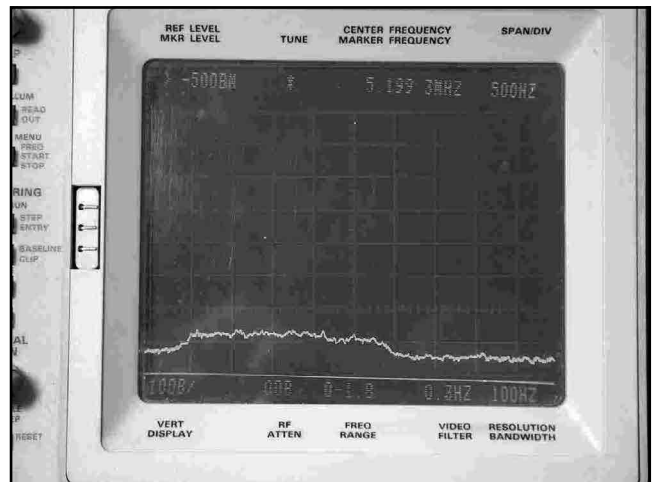 REF LEVEL
MKR LEVEL
TUNE
CENTER FREQUENCY
MARKER FREQUENCY
SPAN/DIV
-50DBM
5.199 3MHZ
500HZ
READ
OUT
MENU
FREQ
START
STOP
STEP
ENTRY
BASELINE
CLIP
RESET
10DB/
0DB
0-1.8
0.3HZ
100HZ
VERT
DISPLAY
RF
ATTEN
FREQ
RANGE
VIDEO
FILTER
RESOLUTION
BANDWIDTH